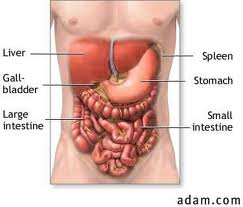 Liver
Gall-
bladder
Large
intestine
Spleen
Stomach
Small
intestine
adam.com